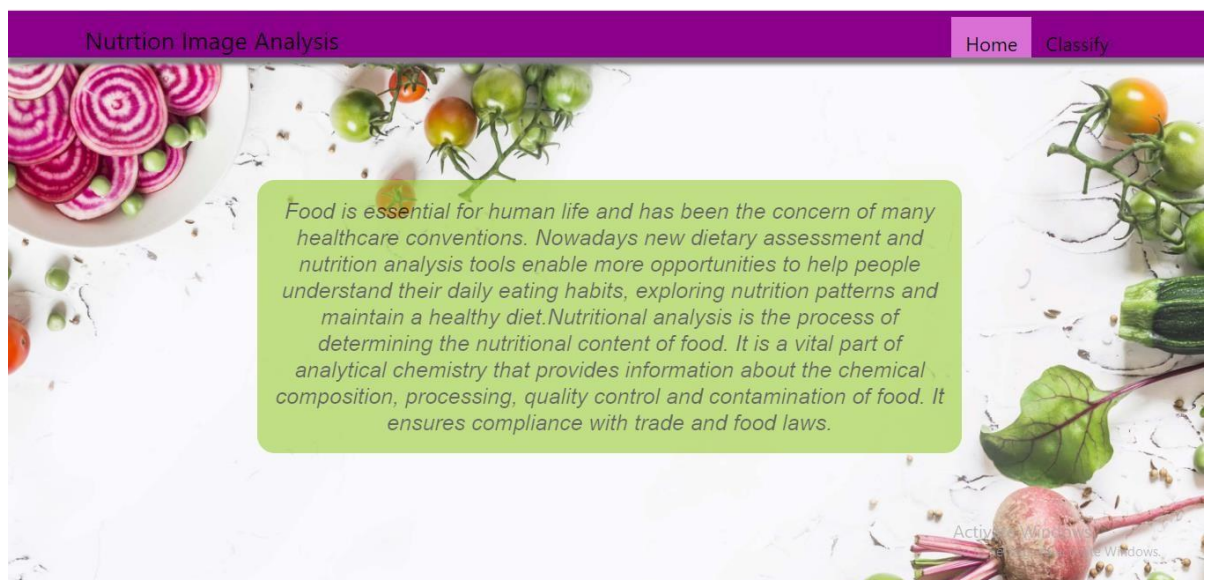 Nutrtion Image Analysis
Home Classify
Food is essential for human life and has been the concern of many
healthcare conventions. Nowadays new dietary assessment and
nutrition analysis tools enable more opportunities to help people
understand their daily eating habits, exploring nutrition patterns and
maintain a healthy diet.Nutritional analysis is the process of
determining the nutritional content of food. It is a vital part of
analytical chemistry that provides information about the chemical
composition, processing, quality control and contamination of food. It
ensures compliance with trade and food laws.
Windows
Windows.